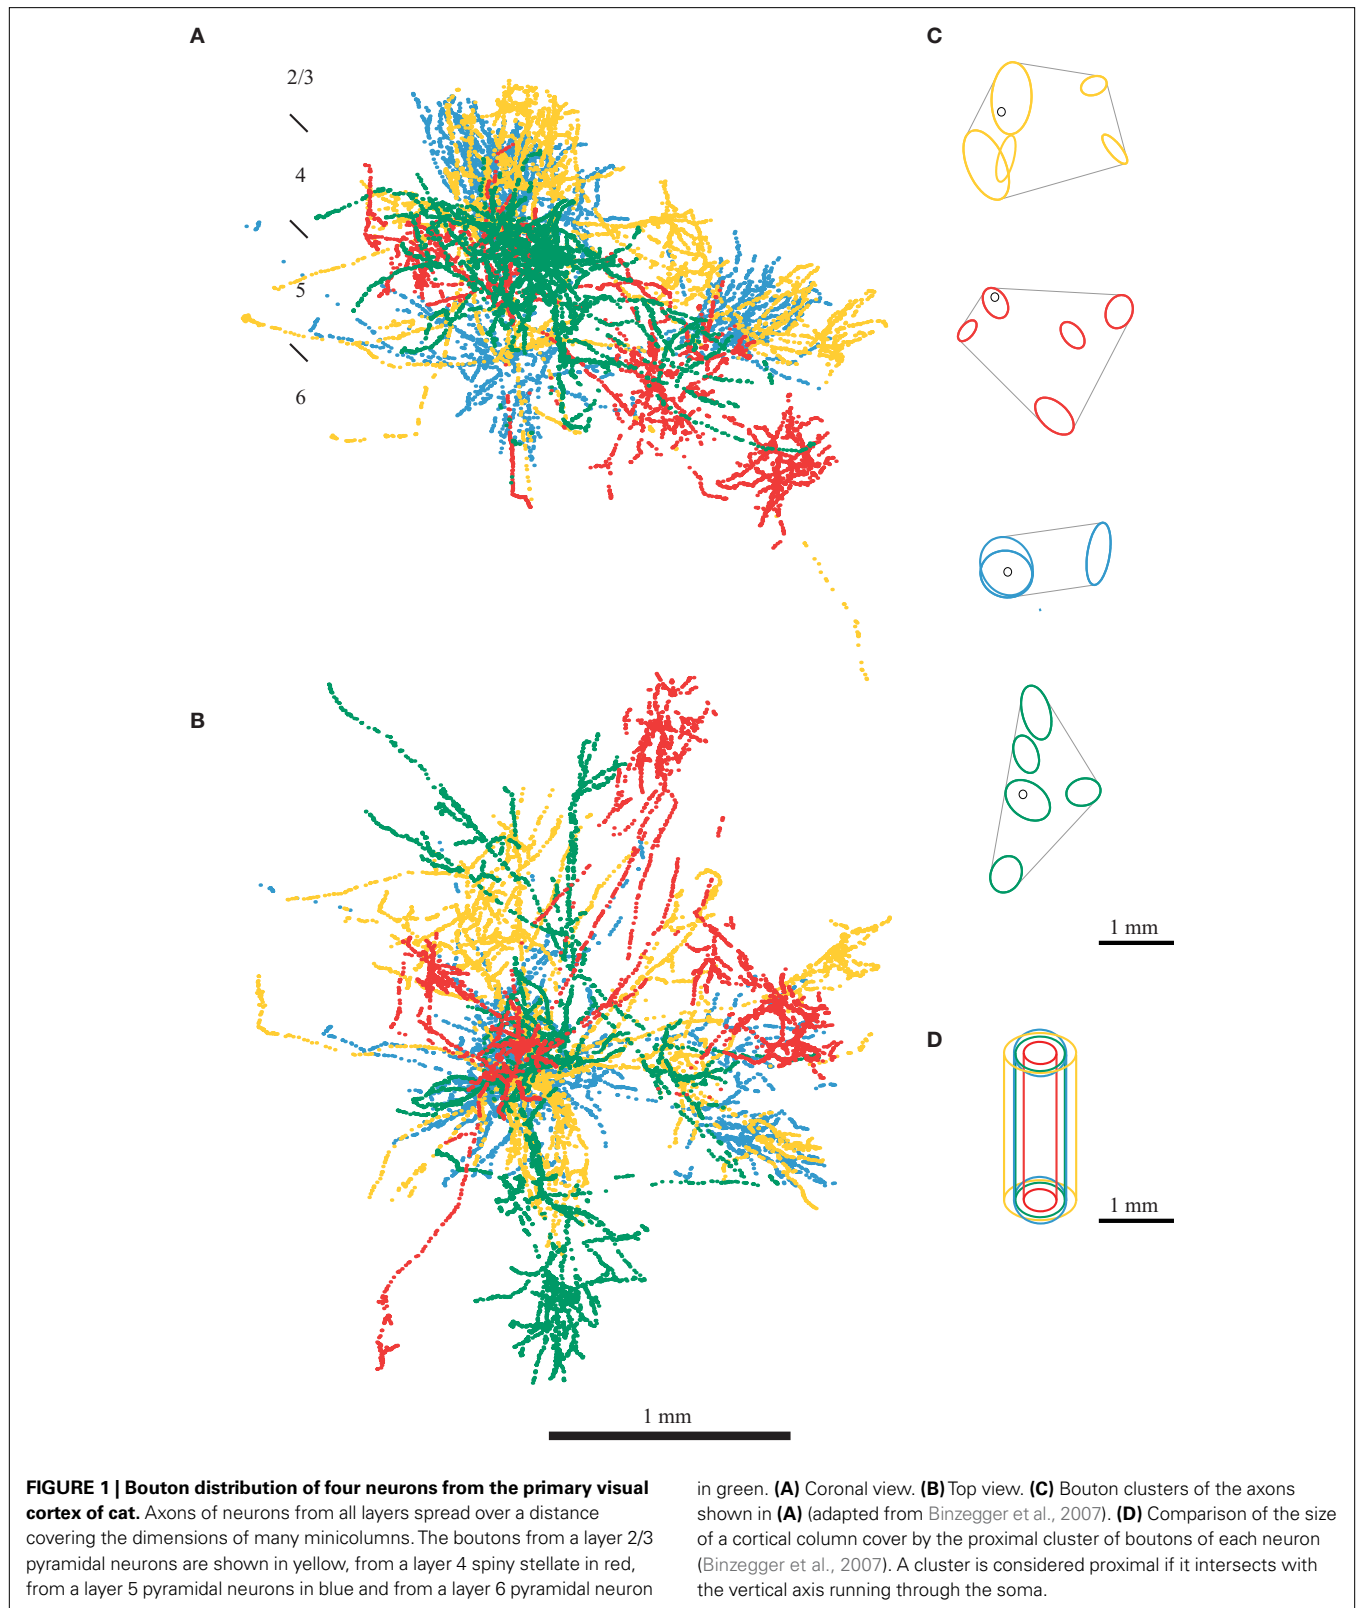 A
C
2/3
4
5
6
B
1 mm
D
1 mm
1 mm
FIGURE 1 | Bouton distribution of four neurons from the primary visual
cortex of cat. Axons of neurons from all layers spread over a distance
covering the dimensions of many minicolumns. The boutons from a layer 2/3
pyramidal neurons are shown in yellow, from a layer 4 spiny stellate in red,
from a layer 5 pyramidal neurons in blue and from a layer 6 pyramidal neuron
in green. (A) Coronal view. (B) Top view. (C) Bouton clusters of the axons
shown in (A) (adapted from Binzegger et al., 2007). (D) Comparison of the size
of a cortical column cover by the proximal cluster of boutons of each neuron
(Binzegger et al., 2007). A cluster is considered proximal if it intersects with
the vertical axis running through the soma.